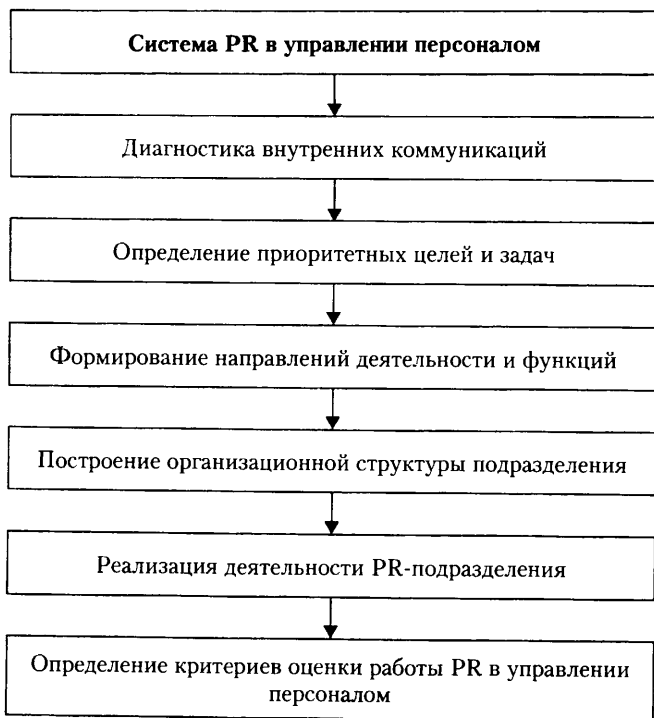 Система PR в управлении персоналом
Диагностика внутренних коммуникаций
Определение приоритетных целей и задач
Формирование направлений деятельности и функций
Построение организационной структуры подразделения
Реализация деятельности PR-подразделения
Определение критериев оценки работы PR в управлении
персоналом